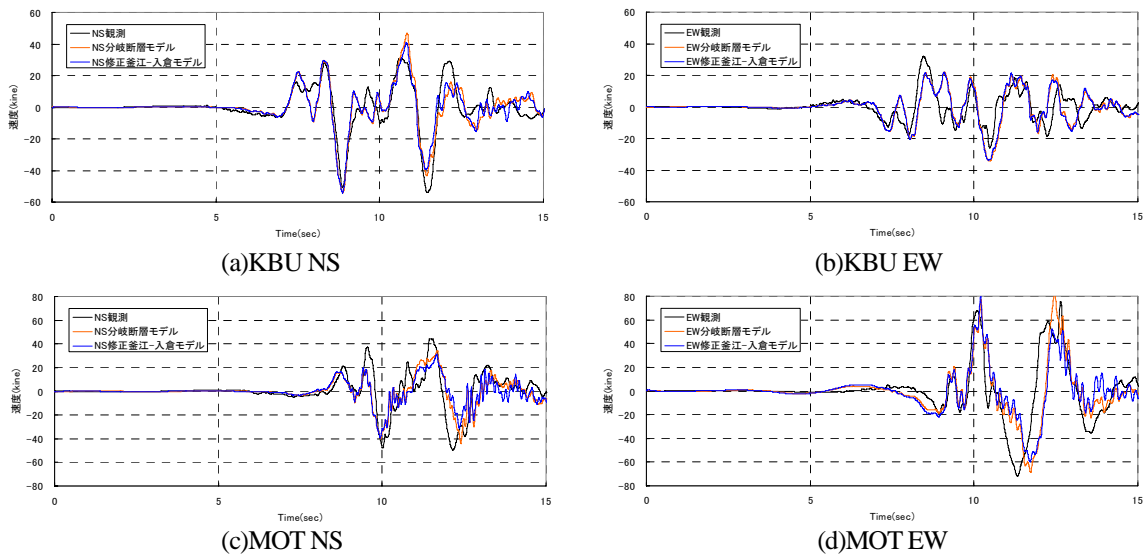 60
40
20
0
-20
-40
-60
速度(kine)
NS観測
NS分岐断層モデル
NS修正釜江-入倉モデル
0
5
10
15
Time(sec)
(a)KBU NS
60
40
20
0
-20
-40
-60
速度(kine)
EW観測
EW分岐断層モデル
EW修正釜江-入倉モデル
0
5
10
15
Time(sec)
(b)KBU EW
80
60
40
20
0
-20
-40
-60
-80
速度(kine)
NS観測
NS分岐断層モデル
NS修正釜江-入倉モデル
0
5
10
15
Time(sec)
(c)MOT NS
80
60
40
20
0
-20
-40
-60
-80
速度(kine)
EW観測
EW分岐断層モデル
EW修正釜江-入倉モデル
0
5
10
15
Time(sec)
(d)MOT EW